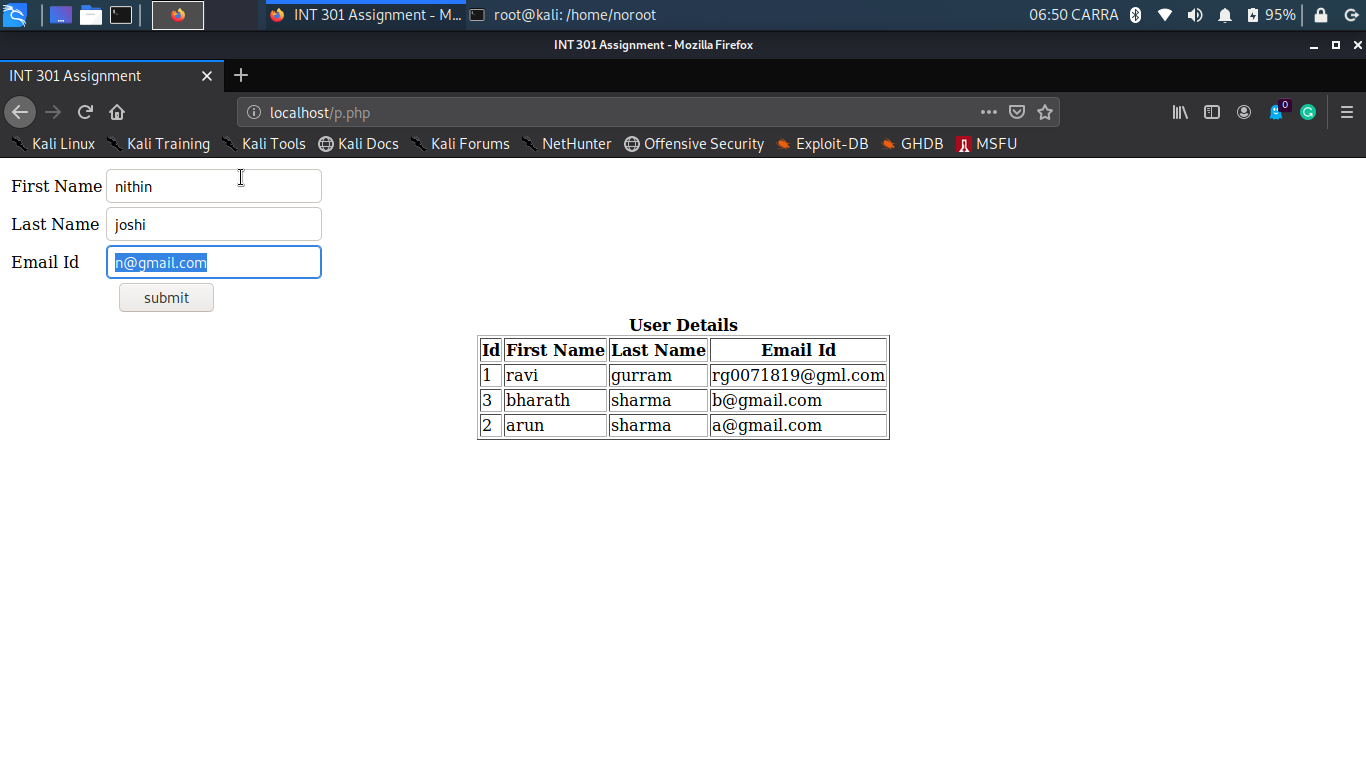 INT 301 Assignment - M... root@kali: /home/noroot 06:50 CARRA 95%
INT 301 Assignment - Mozilla Firefox
INT 301 Assignment
localhost/p.php 0
Kali Linux Kali Training Kali Tools Kali Docs Kali Forums NetHunter Offensive Security Exploit-DB GHDB MSFU
First Name nithin
Last Name joshi
Email Id n@gmail.com
submit
User Details
Id First Name Last Name Email Id
1 ravi gurram rg0071819@gml.com
3 bharath sharma b@gmail.com
2 arun sharma a@gmail.com